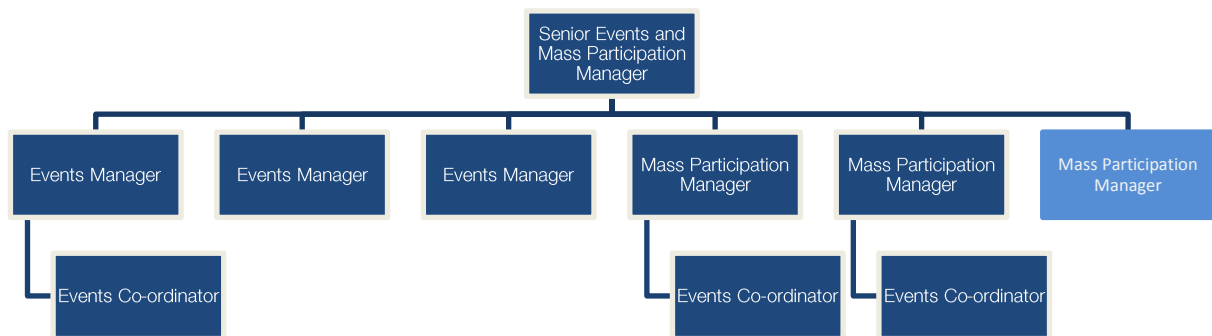 Senior Events and
Mass Participation
Manager
Events Manager
Events Manager
Events Manager
Mass Participation
Manager
Mass Participation
Manager
Mass Participation
Manager
Events Co-ordinator
Events Co-ordinator
Events Co-ordinator